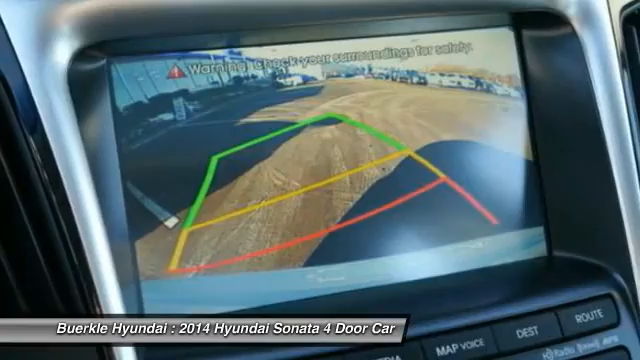 Warning! Check your surroundings for safety.
Buerkle Hyundai : 2014 Hyundai Sonata 4 Door Car
MAP VOICE
DEST
ROUTE